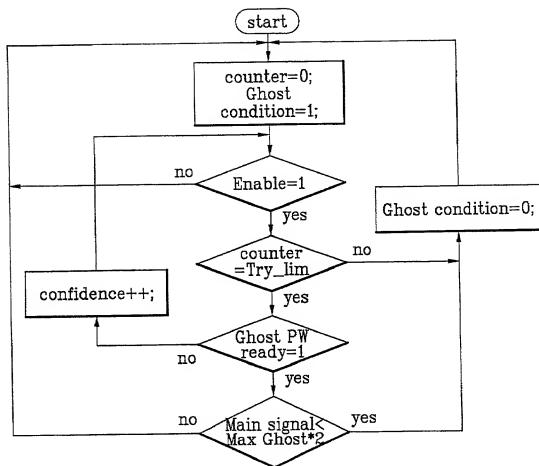 start
counter=0;
Ghost
condition=1;
no
Enable=1
yes
Ghost condition=0;
counter
=Try_lim
no
yes
confidence++;
Ghost PW
ready=1
no
yes
no
Main signal<
Max Ghost*2
yes